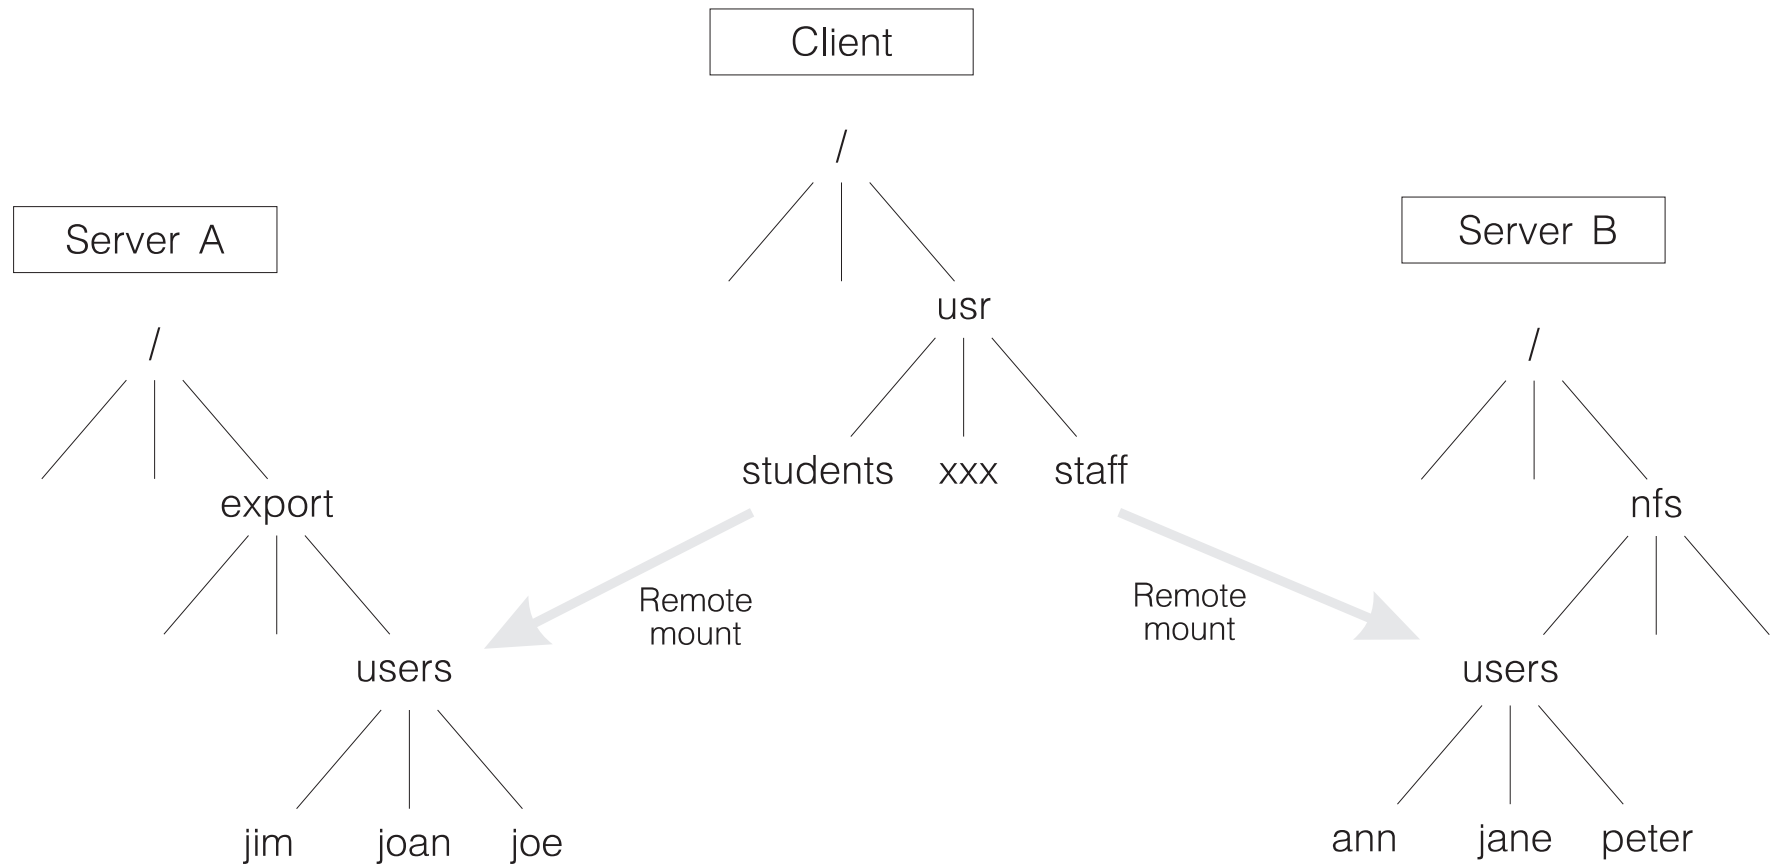 Client
/
Server A
Server B
usr
/
/
students xxx staff
export
nfs
Remote
mount
Remote
mount
users
users
jim joan joe
ann jane peter